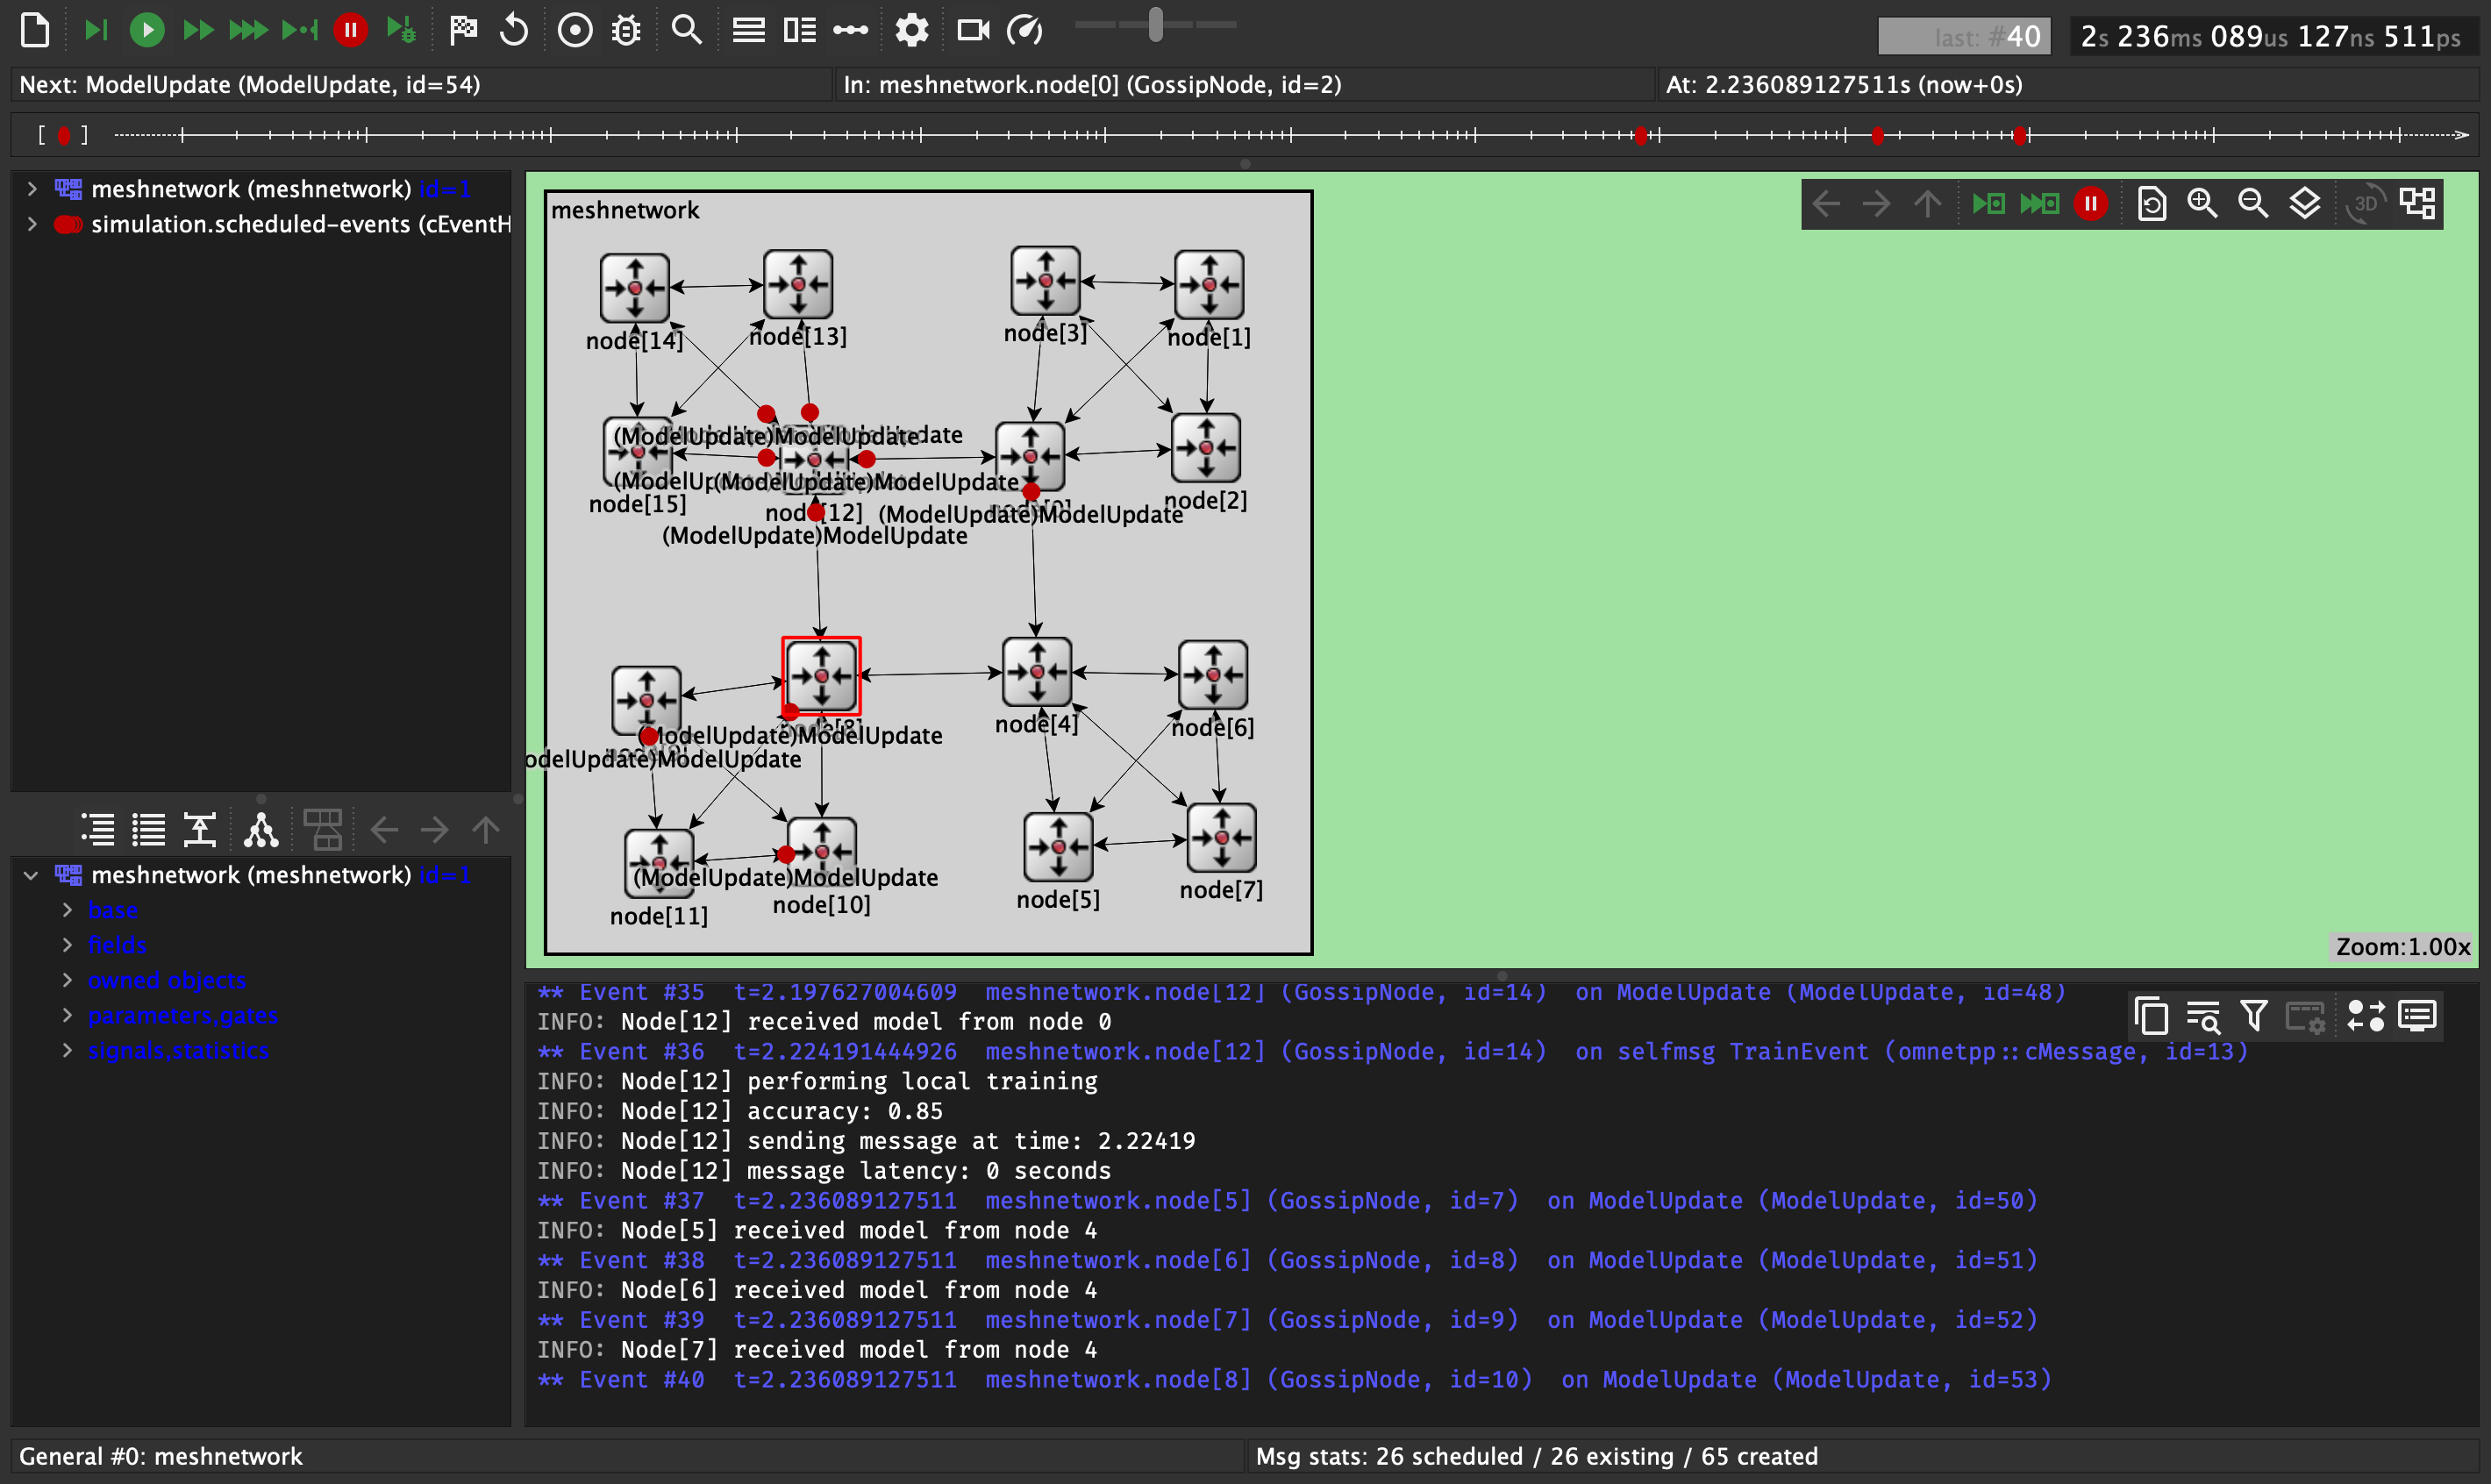 last: #40
2s 236ms 089us 127ns 511ps
Next: ModelUpdate (ModelUpdate, id=54)
In: meshnetwork.node[0] (GossipNode, id=2)
At: 2.236089127511s (now+0s)
meshnetwork (meshnetwork) id=1
simulation.scheduled-events (cEventH
meshnetwork
3D
node[14]
node[13]
node[3]
node[1]
(ModelUpdate)ModelUpdate
(ModelUpdate)ModelUpdate
node[15]
node[12]
(ModelUpdate)ModelUpdate
node[2]
(ModelUpdate)ModelUpdate
node[4]
node[6]
(ModelUpdate)ModelUpdate
odelUpdate)ModelUpdate
(ModelUpdate)ModelUpdate
node[11]
node[10]
node[5]
node[7]
Zoom:1.00x
meshnetwork (meshnetwork) id=1
base
fields
owned objects
parameters,gates
signals,statistics
** Event #35 t=2.197627004609 meshnetwork.node[12] (GossipNode, id=14) on ModelUpdate (ModelUpdate, id=48)
INFO: Node[12] received model from node 0
** Event #36 t=2.224191444926 meshnetwork.node[12] (GossipNode, id=14) on selfmsg TrainEvent (omnetpp::cMessage, id=13)
INFO: Node[12] performing local training
INFO: Node[12] accuracy: 0.85
INFO: Node[12] sending message at time: 2.22419
INFO: Node[12] message latency: 0 seconds
** Event #37 t=2.236089127511 meshnetwork.node[5] (GossipNode, id=7) on ModelUpdate (ModelUpdate, id=50)
INFO: Node[5] received model from node 4
** Event #38 t=2.236089127511 meshnetwork.node[6] (GossipNode, id=8) on ModelUpdate (ModelUpdate, id=51)
INFO: Node[6] received model from node 4
** Event #39 t=2.236089127511 meshnetwork.node[7] (GossipNode, id=9) on ModelUpdate (ModelUpdate, id=52)
INFO: Node[7] received model from node 4
** Event #40 t=2.236089127511 meshnetwork.node[8] (GossipNode, id=10) on ModelUpdate (ModelUpdate, id=53)
General #0: meshnetwork
Msg stats: 26 scheduled / 26 existing / 65 created